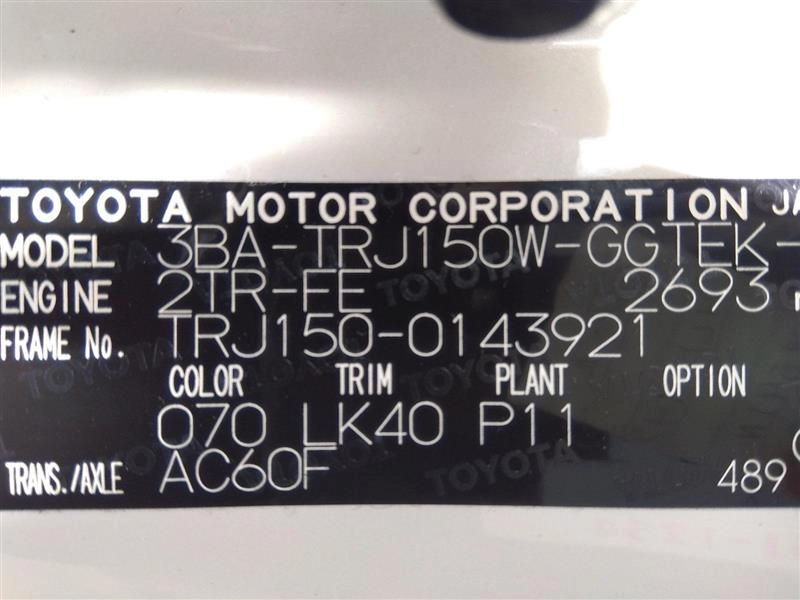 TOYOTA MOTOR CORPORATION JA
MODEL 3BA-TRJ150W-GGTEK-
ENGINE 2TR-FE 2693
FRAME No. TRJ150-0143921
COLOR TRIM PLANT OPTION
070 LK40 P11
TRANS./AXLE AC60F 489